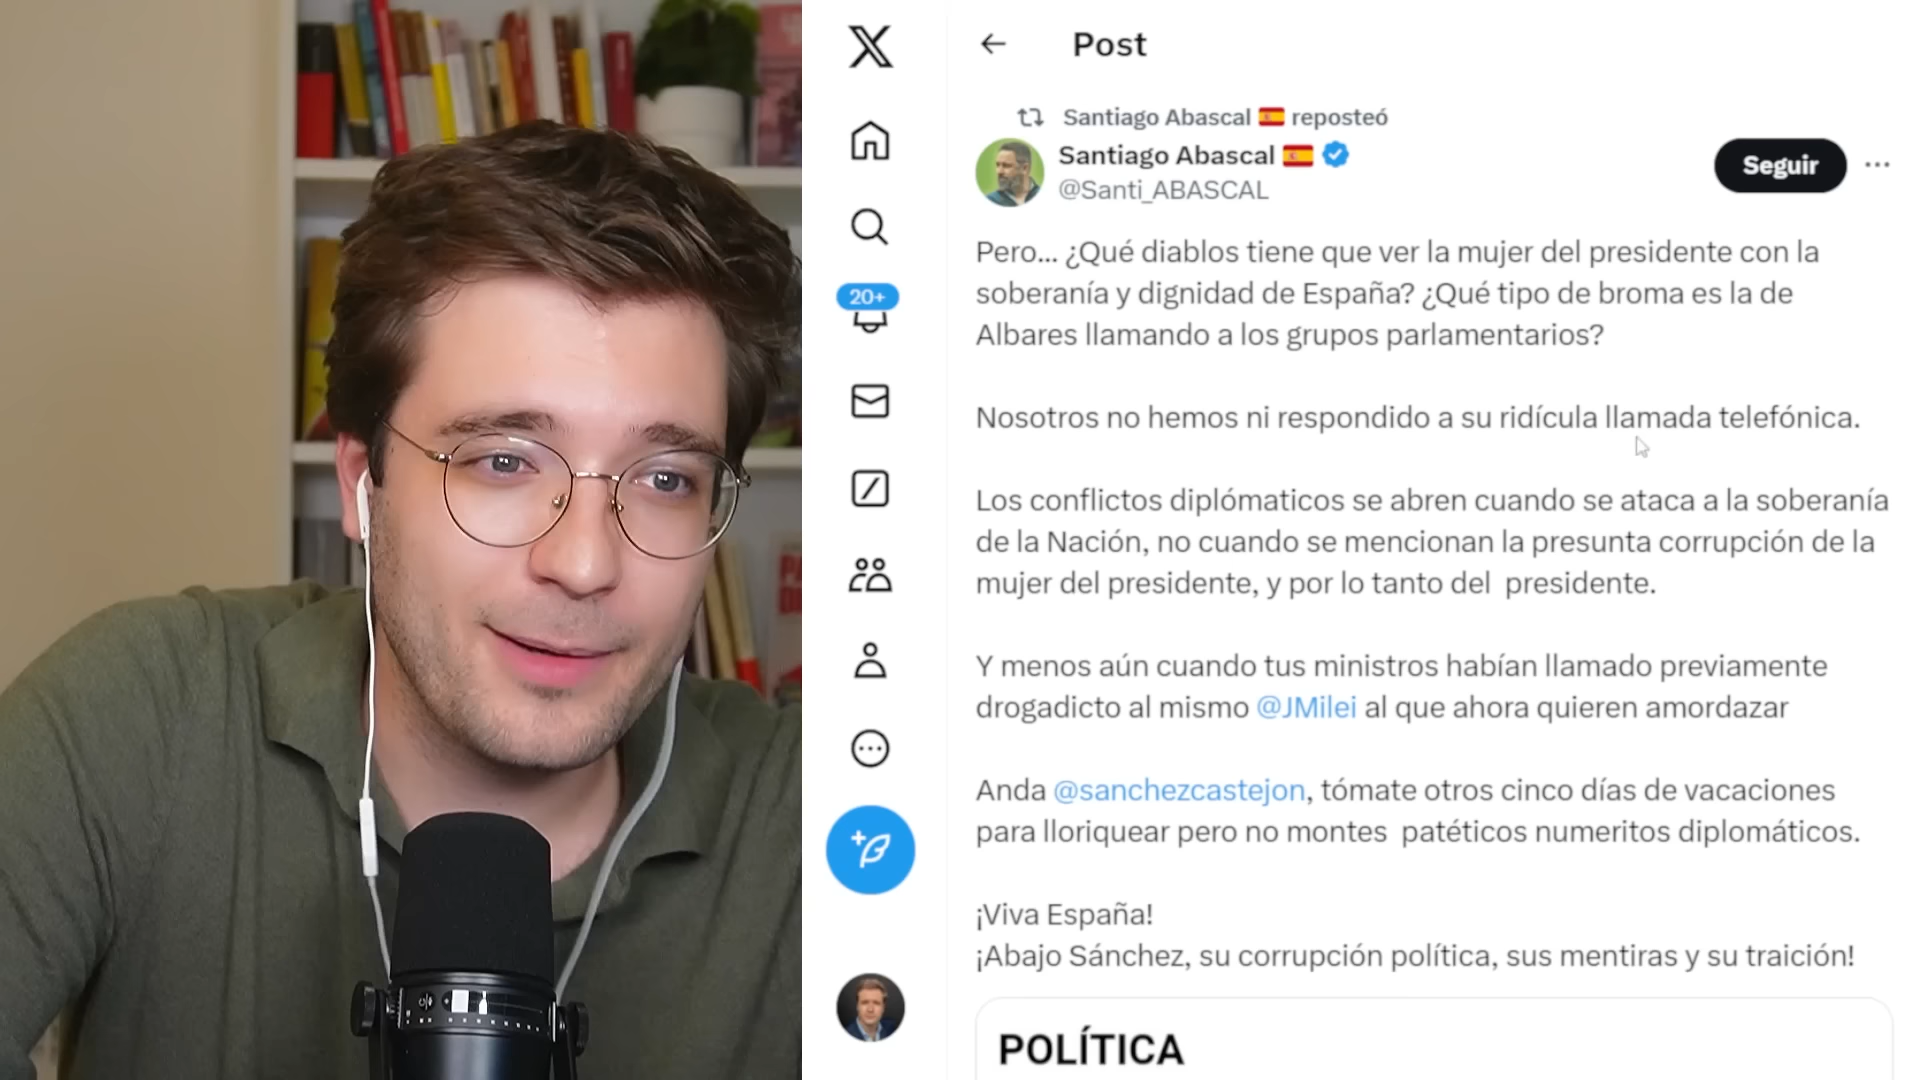 Post
Santiago Abascal 🇪🇸 reposteó
Santiago Abascal 🇪🇸
@Santi_ABASCAL
Seguir
Pero... ¿Qué diablos tiene que ver la mujer del presidente con la
soberanía y dignidad de España? ¿Qué tipo de broma es la de
Albares llamando a los grupos parlamentarios?
Nosotros no hemos ni respondido a su ridícula llamada telefónica.
Los conflictos diplómaticos se abren cuando se ataca a la soberanía
de la Nación, no cuando se mencionan la presunta corrupción de la
mujer del presidente, y por lo tanto del presidente.
Y menos aún cuando tus ministros habían llamado previamente
drogadicto al mismo @JMilei al que ahora quieren amordazar
Anda @sanchezcastejon, tómate otros cinco días de vacaciones
para lloriquear pero no montes patéticos numeritos diplomáticos.
¡Viva España!
¡Abajo Sánchez, su corrupción política, sus mentiras y su traición!
POLÍTICA
20+